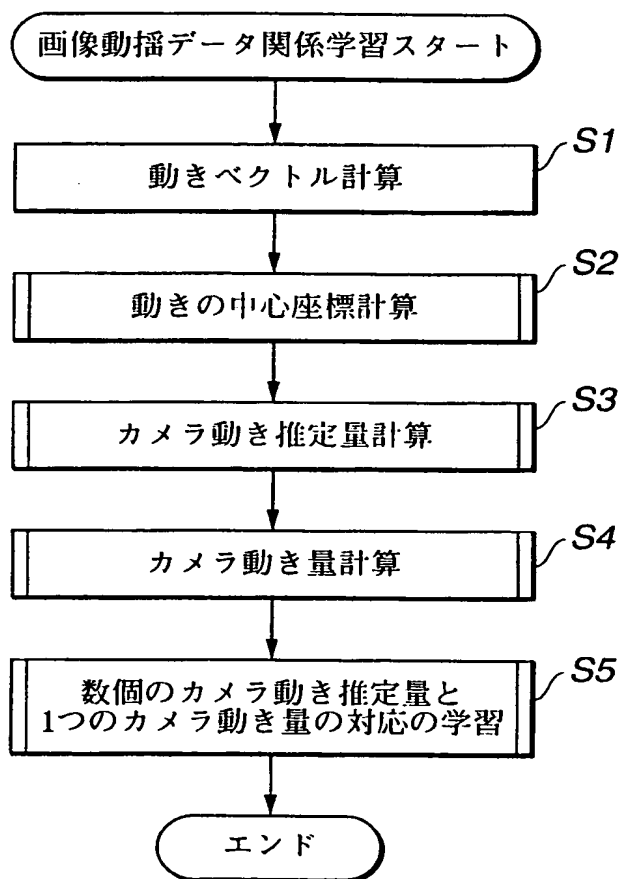 画像動揺データ関係学習スタート
S1
動きベクトル計算
S2
動きの中心座標計算
S3
カメラ動き推定量計算
S4
カメラ動き量計算
S5
数個のカメラ動き推定量と
1つのカメラ動き量の対応の学習
エンド